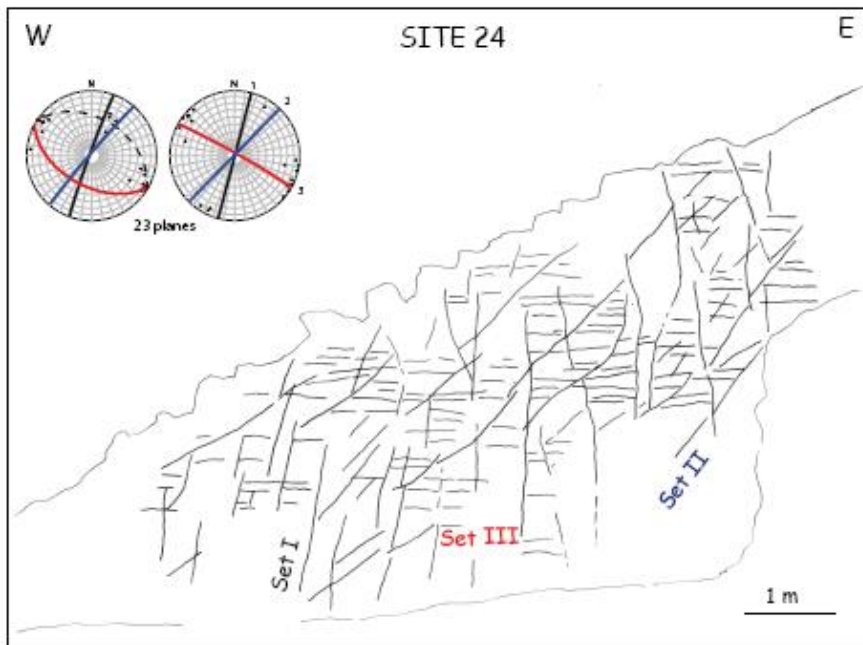 W
SITE 24
E
N
N
1
2
3
23 planes
Set I
Set III
Set II
1 m